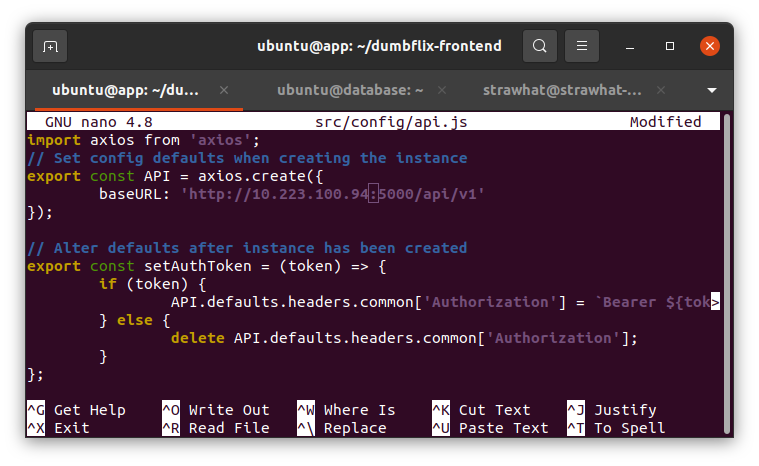 ubuntu@app: ~/dumbflix-frontend
ubuntu@app: ~/du... × ubuntu@database: ~ × strawhat@strawhat-... ×
GNU nano 4.8 src/config/api.js Modified
import axios from 'axios';
// Set config defaults when creating the instance
export const API = axios.create({
        baseURL: 'http://10.223.100.94:5000/api/v1'
});

// Alter defaults after instance has been created
export const setAuthToken = (token) => {
        if (token) {
                API.defaults.headers.common['Authorization'] = `Bearer ${tok>
        } else {
                delete API.defaults.headers.common['Authorization'];
        }
};
^G Get Help ^O Write Out ^W Where Is ^K Cut Text ^J Justify
^X Exit ^R Read File ^\ Replace ^U Paste Text ^T To Spell